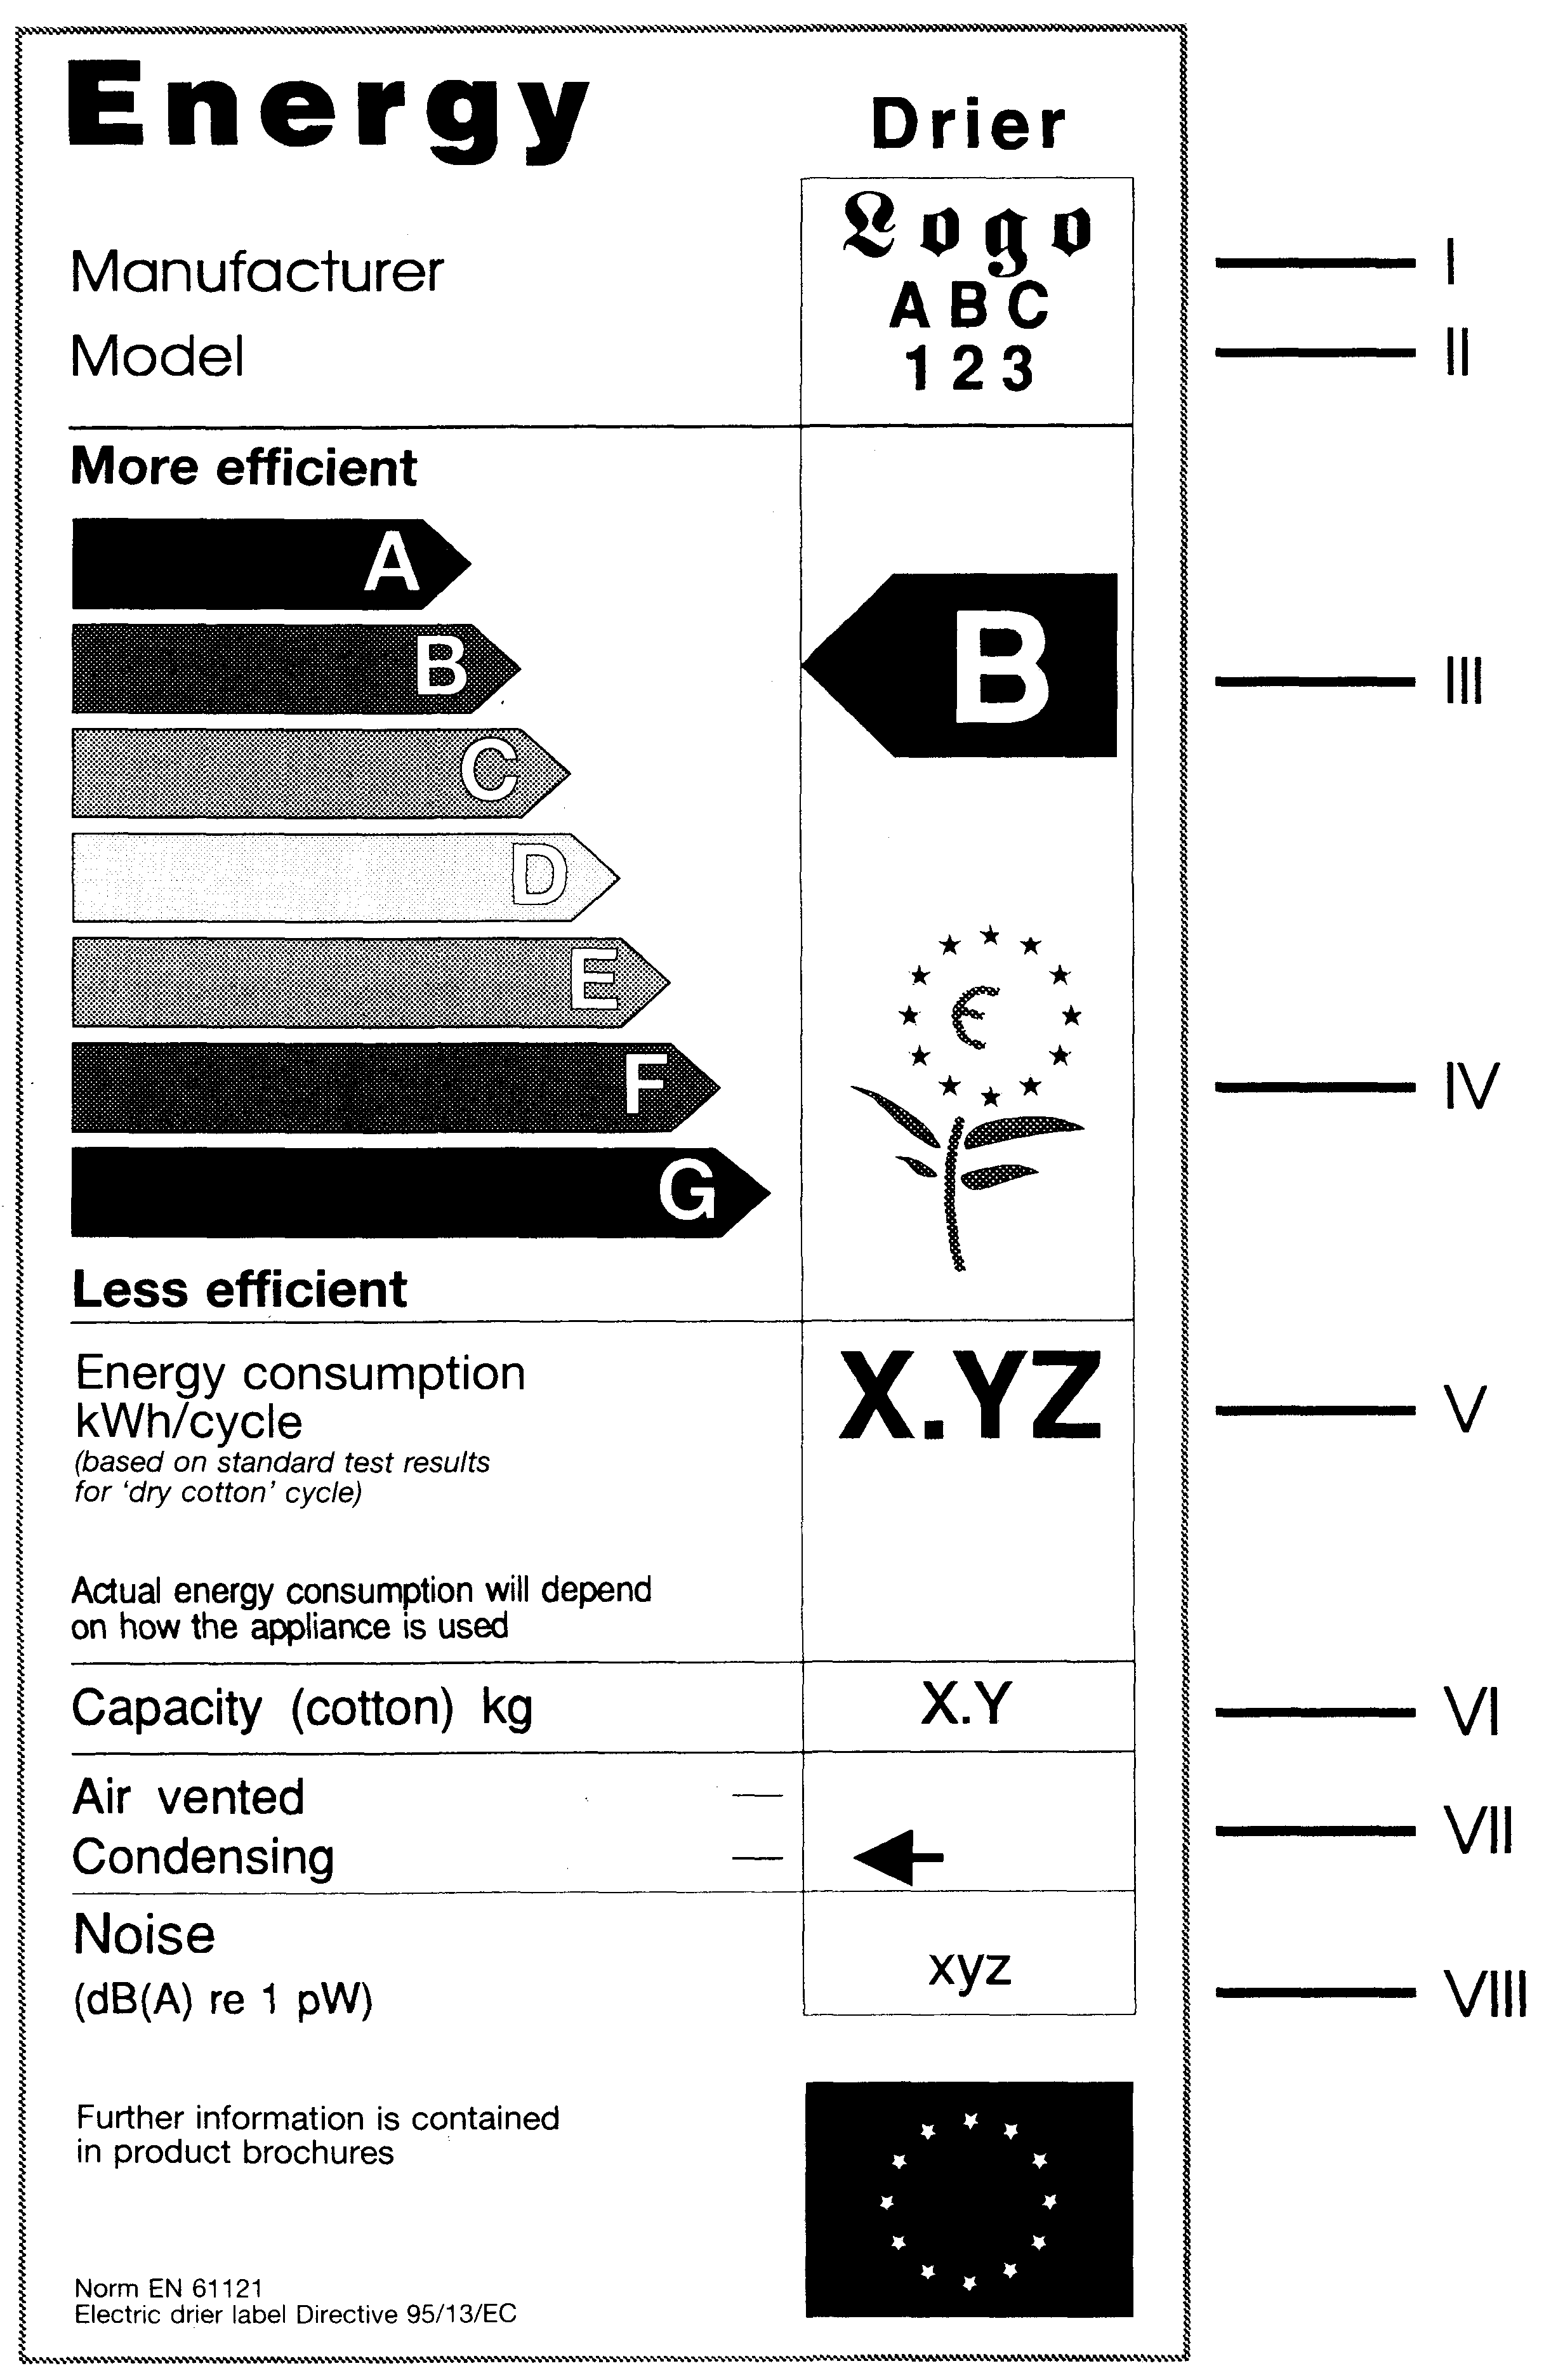 Energy Drier
Logo
Manufacturer I
ABC
Model 123 II
More efficient
A
B B III
C
D
E
F IV
G
Less efficient
Energy consumption X.YZ
kWh/cycle V
(based on standard test results
for ‘dry cotton’ cycle)
Actual energy consumption will depend
on how the appliance is used
Capacity (cotton) kg X.Y VI
Air vented — VII
Condensing —
Noise
xyz
(dB(A) re 1 pW) VIII
Further information is contained
in product brochures
Norm EN 61121
Electric drier label Directive 95/13/EC